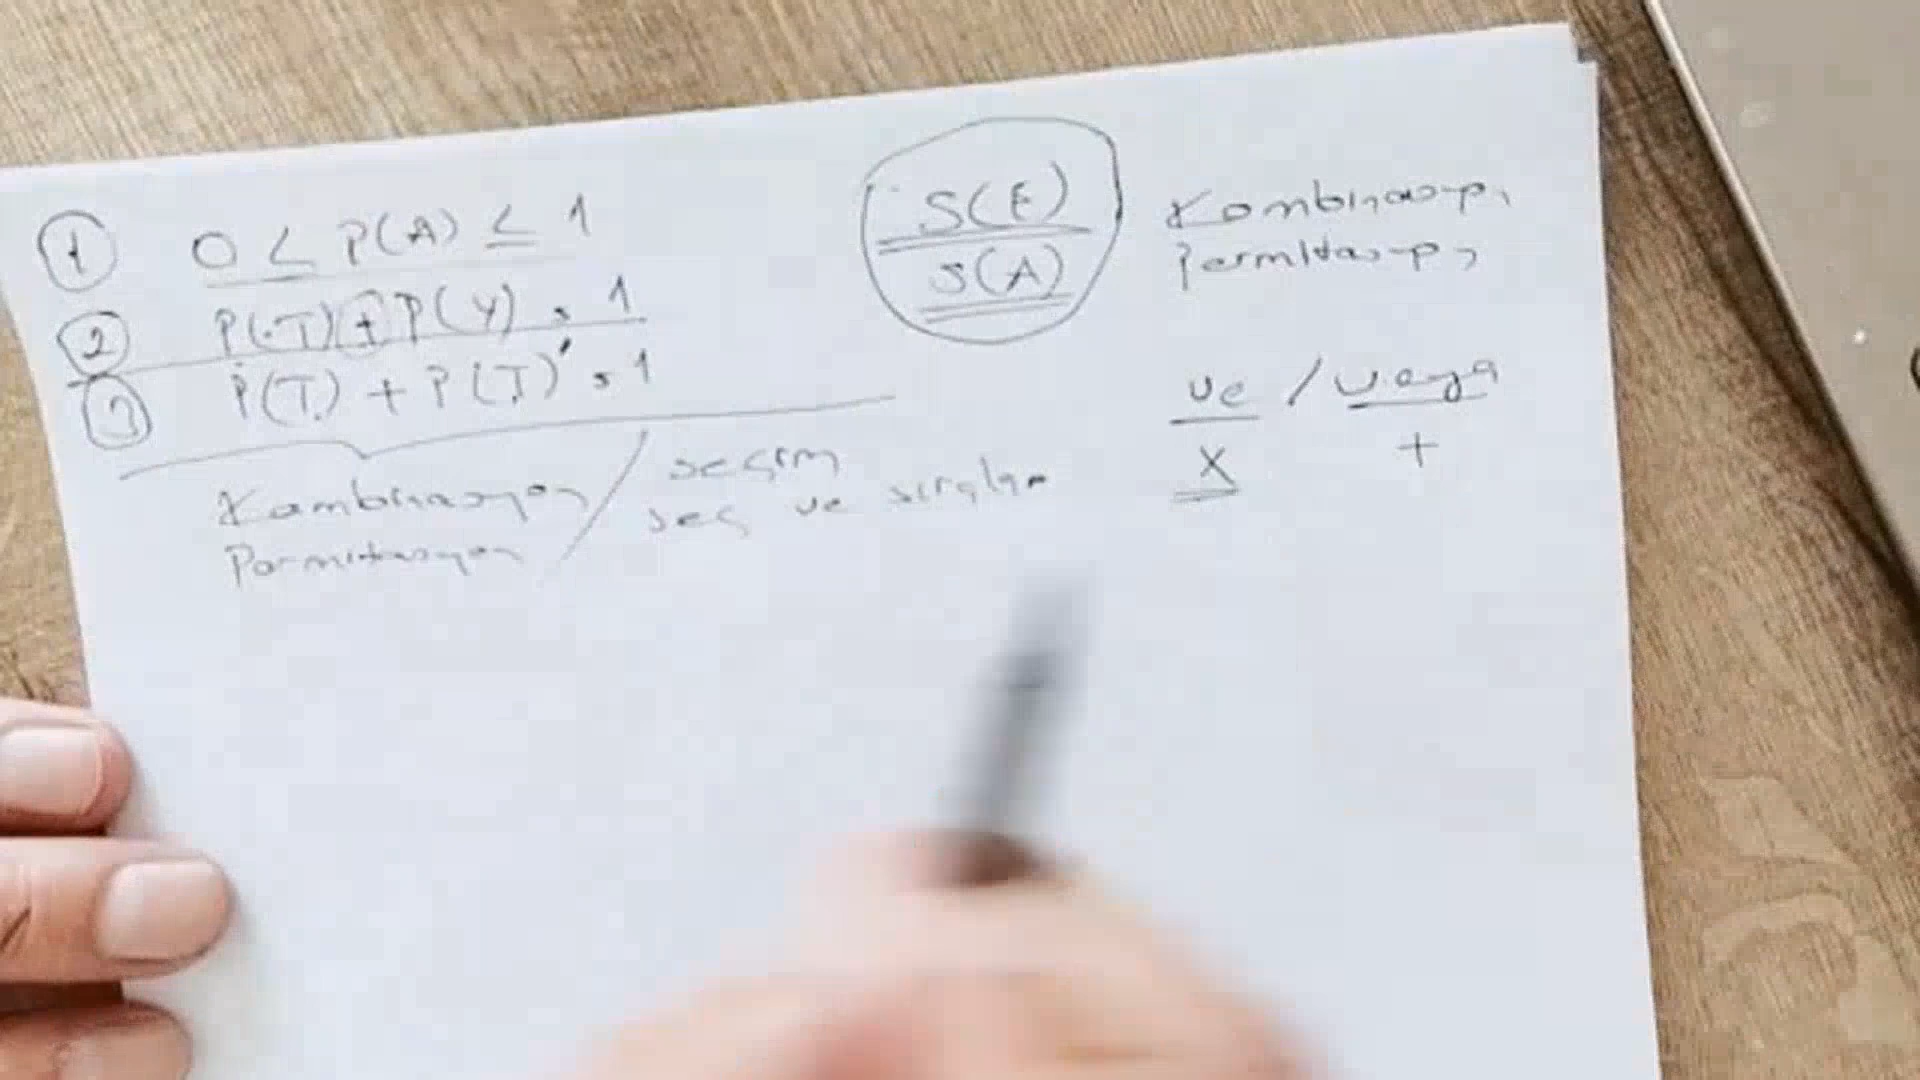 1 0 ≤ P(A) ≤ 1
2 P(T) + P(Y) = 1
3 P(T) + P(T)' = 1
Kombinasyon / seçim
Permütasyon seç ve sırala
S(E)
S(A)
Kombinasyon
Permütasyon
ve / veya
x +